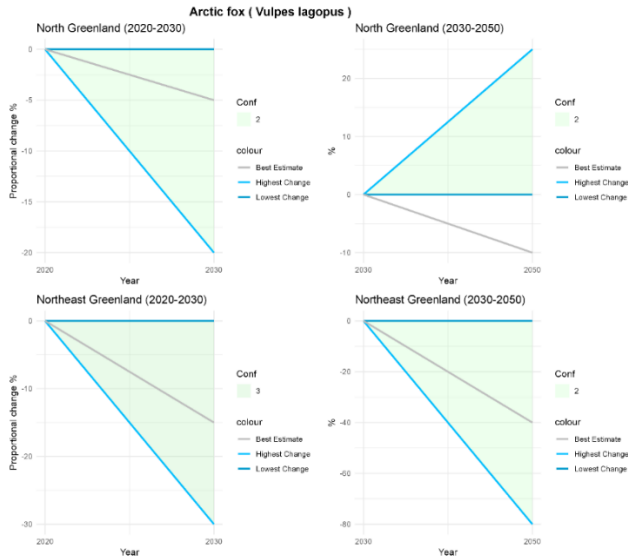 Arctic fox ( Vulpes lagopus )
North Greenland (2020-2030)
Proportional change %
0
-5
-10
-15
-20
2020
2030
Year
Conf
2
colour
Best Estimate
Highest Change
Lowest Change
North Greenland (2030-2050)
%
20
10
0
-10
2030
2050
Year
Conf
2
colour
Best Estimate
Highest Change
Lowest Change
Northeast Greenland (2020-2030)
Proportional change %
0
-10
-20
-30
2020
2030
Year
Conf
3
colour
Best Estimate
Highest Change
Lowest Change
Northeast Greenland (2030-2050)
%
0
-20
-40
-60
-80
2030
2050
Year
Conf
2
colour
Best Estimate
Highest Change
Lowest Change